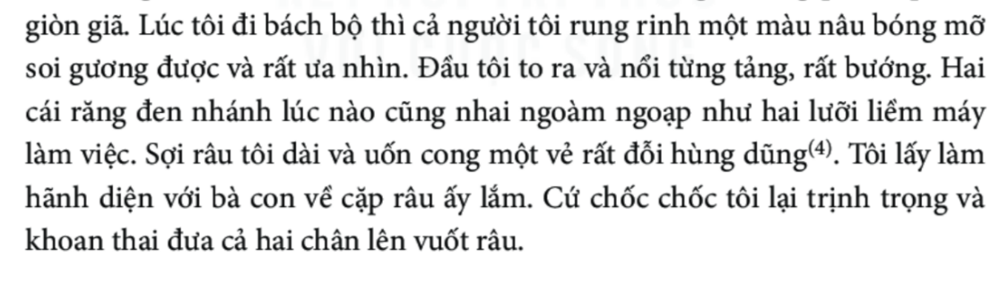 giòn giã. Lúc tôi đi bách bộ thì cả người tôi rung rinh một màu nâu bóng mỡ
soi gương được và rất ưa nhìn. Đầu tôi to ra và nổi từng tảng, rất bướng. Hai
cái răng đen nhánh lúc nào cũng nhai ngoàm ngoạp như hai lưỡi liềm máy
làm việc. Sợi râu tôi dài và uốn cong một vẻ rất đỗi hùng dũng(4). Tôi lấy làm
hãnh diện với bà con về cặp râu ấy lắm. Cứ chốc chốc tôi lại trịnh trọng và
khoan thai đưa cả hai chân lên vuốt râu.